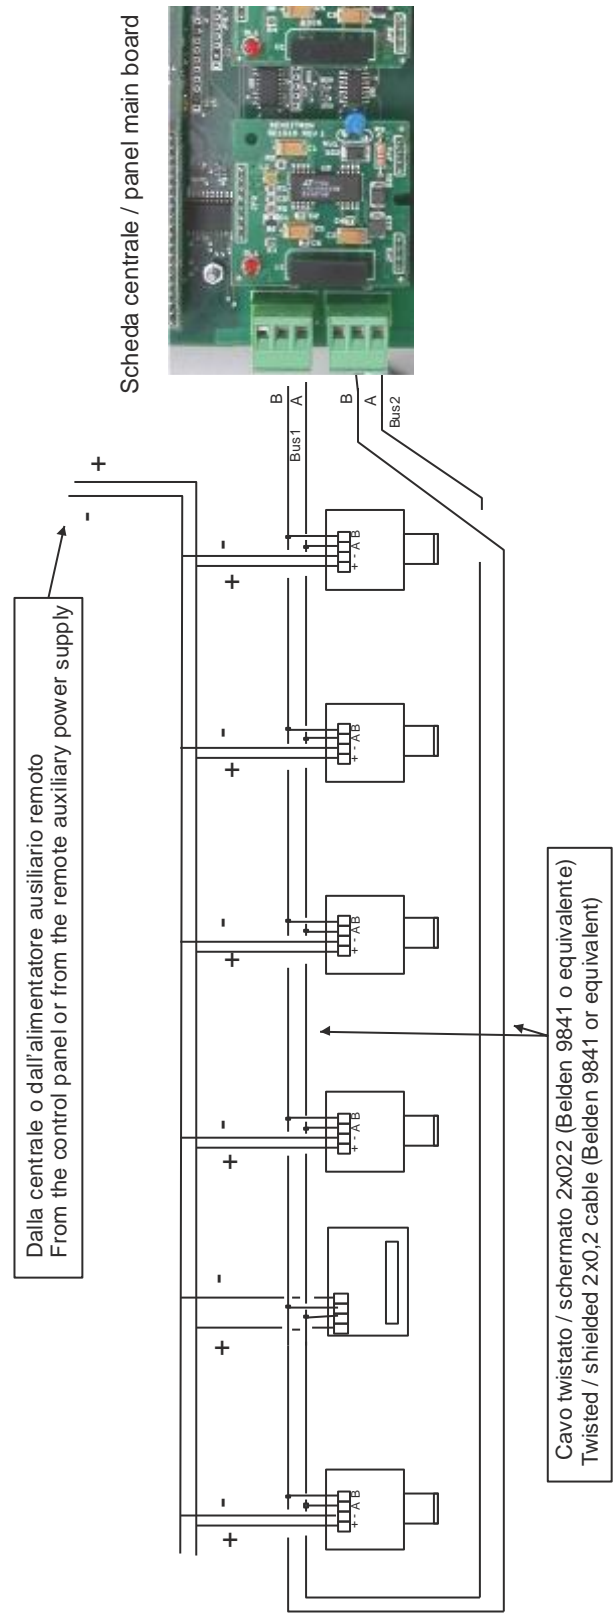 Scheda centrale / panel main board
B
A
Bus1
B
A
Bus2
+
-
Dalla centrale o dall'alimentatore ausiliario remoto
From the control panel or from the remote auxiliary power supply
-
+
+ - A B
-
+
+ - A B
-
+
+ - A B
-
+
+ - A B
-
+
-
+
+ - A B
Cavo twistato / schermato 2x022 (Belden 9841 o equivalente)
Twisted / shielded 2x0,2 cable (Belden 9841 or equivalent)